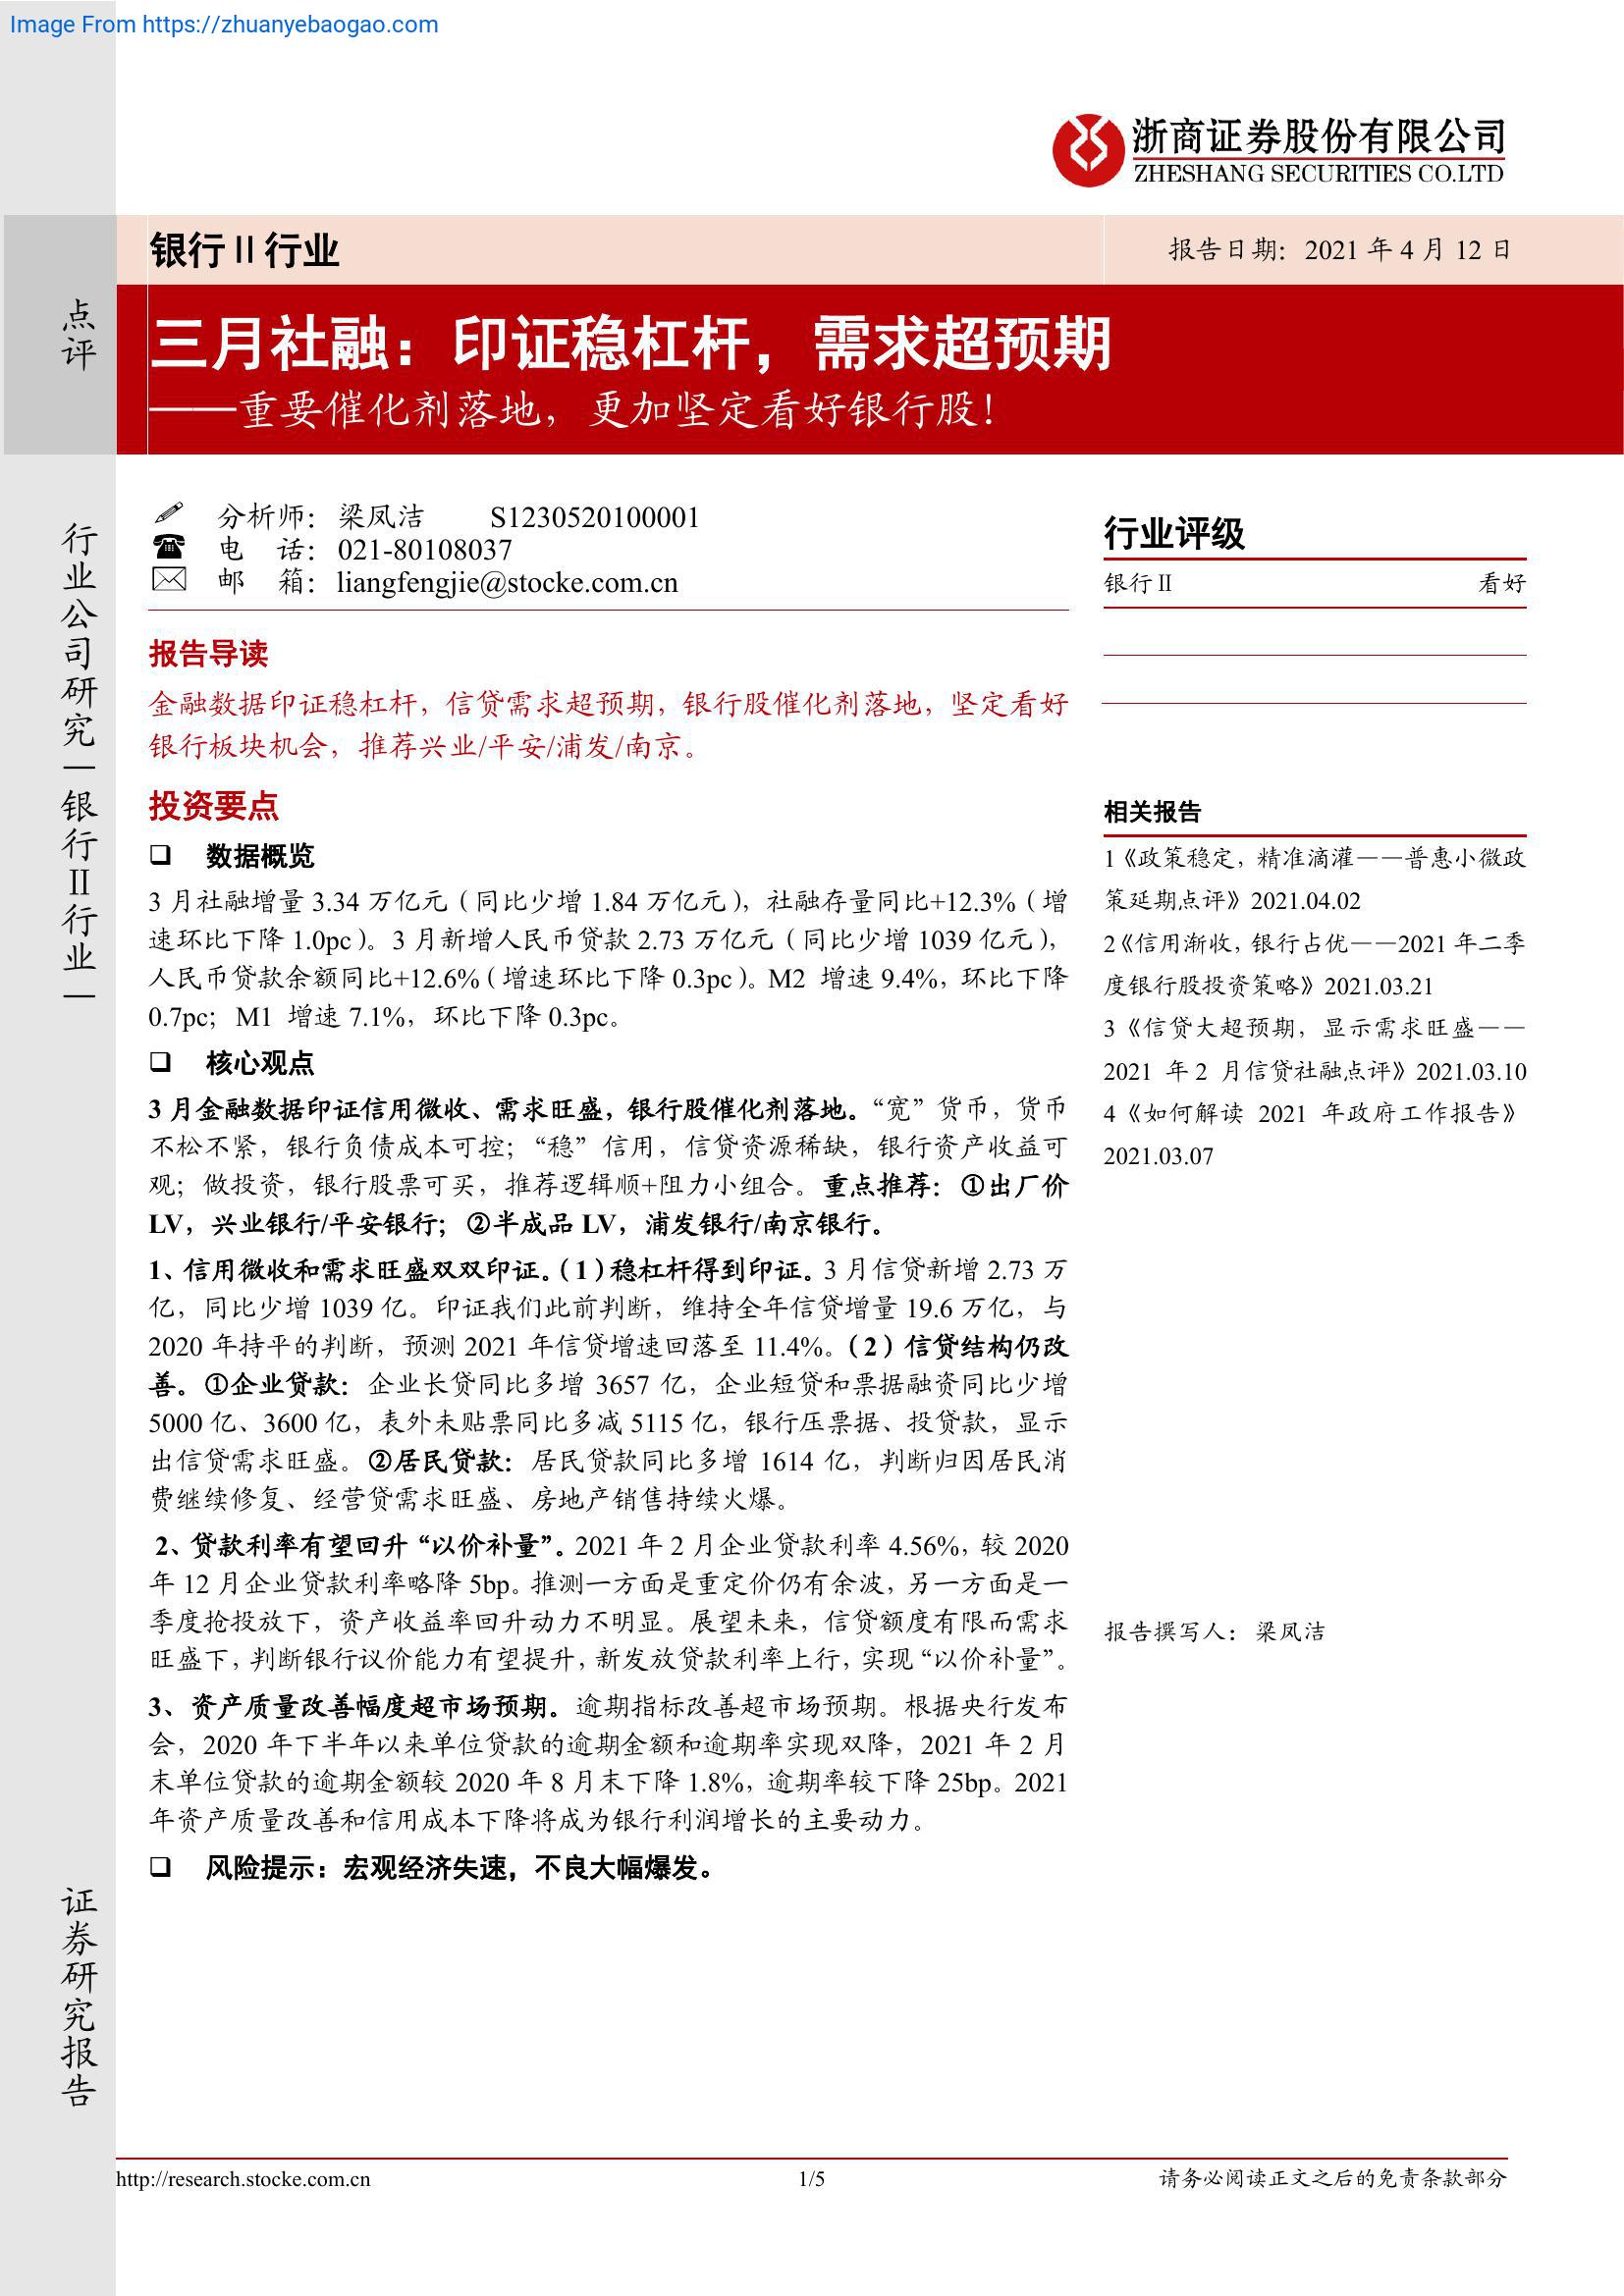 Image From https://zhuanyebaogao.com
浙商证券股份有限公司
ZHESHANG SECURITIES CO.LTD
银行Ⅱ行业
报告日期：2021 年 4 月 12 日
点评
三月社融：印证稳杠杆，需求超预期
——重要催化剂落地，更加坚定看好银行股！
行业公司研究|银行Ⅱ行业|
分析师：梁凤洁 S1230520100001
电 话：021-80108037
邮 箱：liangfengjie@stocke.com.cn
报告导读
金融数据印证稳杠杆，信贷需求超预期，银行股催化剂落地，坚定看好
银行板块机会，推荐兴业/平安/浦发/南京。
投资要点
❑ 数据概览
3 月社融增量 3.34 万亿元（同比少增 1.84 万亿元），社融存量同比+12.3%（增
速环比下降 1.0pc）。3 月新增人民币贷款 2.73 万亿元（同比少增 1039 亿元），
人民币贷款余额同比+12.6%（增速环比下降 0.3pc）。M2 增速 9.4%，环比下降
0.7pc；M1 增速 7.1%，环比下降 0.3pc。
❑ 核心观点
3 月金融数据印证信用微收、需求旺盛，银行股催化剂落地。“宽”货币，货币
不松不紧，银行负债成本可控；“稳”信用，信贷资源稀缺，银行资产收益可
观；做投资，银行股票可买，推荐逻辑顺+阻力小组合。重点推荐：①出厂价
LV，兴业银行/平安银行；②半成品 LV，浦发银行/南京银行。
1、信用微收和需求旺盛双双印证。（1）稳杠杆得到印证。3 月信贷新增 2.73 万
亿，同比少增 1039 亿。印证我们此前判断，维持全年信贷增量 19.6 万亿，与
2020 年持平的判断，预测 2021 年信贷增速回落至 11.4%。（2）信贷结构仍改
善。①企业贷款：企业长贷同比多增 3657 亿，企业短贷和票据融资同比少增
5000 亿、3600 亿，表外未贴票同比多减 5115 亿，银行压票据、投贷款，显示
出信贷需求旺盛。②居民贷款：居民贷款同比多增 1614 亿，判断归因居民消
费继续修复、经营贷需求旺盛、房地产销售持续火爆。
2、贷款利率有望回升“以价补量”。2021 年 2 月企业贷款利率 4.56%，较 2020
年 12 月企业贷款利率略降 5bp。推测一方面是重定价仍有余波，另一方面是一
季度抢投放下，资产收益率回升动力不明显。展望未来，信贷额度有限而需求
旺盛下，判断银行议价能力有望提升，新发放贷款利率上行，实现“以价补量”。
3、资产质量改善幅度超市场预期。逾期指标改善超市场预期。根据央行发布
会，2020 年下半年以来单位贷款的逾期金额和逾期率实现双降，2021 年 2 月
末单位贷款的逾期金额较 2020 年 8 月末下降 1.8%，逾期率较下降 25bp。2021
年资产质量改善和信用成本下降将成为银行利润增长的主要动力。
❑ 风险提示：宏观经济失速，不良大幅爆发。
行业评级
银行Ⅱ 看好
相关报告
1《政策稳定，精准滴灌——普惠小微政
策延期点评》2021.04.02
2《信用渐收，银行占优——2021 年二季
度银行股投资策略》2021.03.21
3《信贷大超预期，显示需求旺盛——
2021 年 2 月信贷社融点评》2021.03.10
4《如何解读 2021 年政府工作报告》
2021.03.07
报告撰写人：梁凤洁
证券研究报告
http://research.stocke.com.cn
1/5
请务必阅读正文之后的免责条款部分